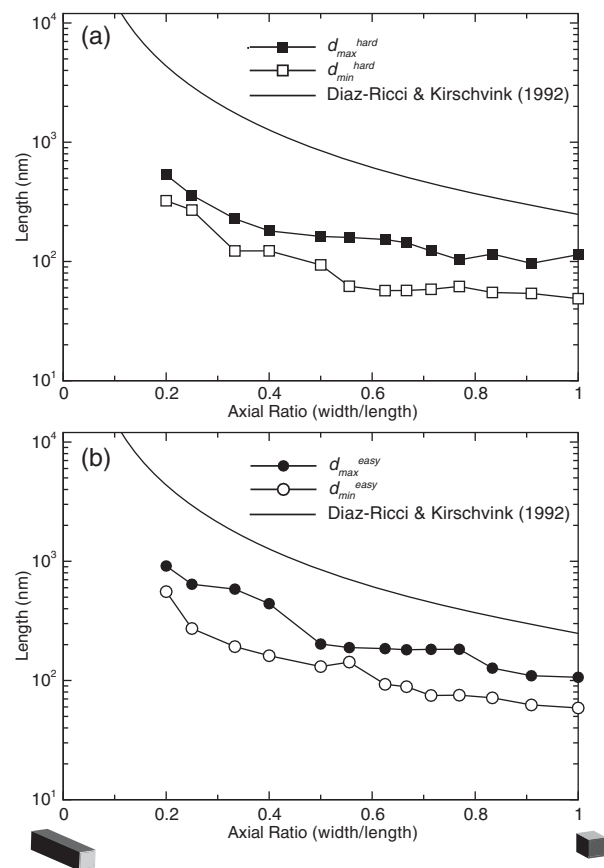 (a)
d_max^hard
d_min^hard
Diaz-Ricci & Kirschvink (1992)
Length (nm)
10^4
10^3
10^2
10^1
0 0.2 0.4 0.6 0.8 1
Axial Ratio (width/length)
(b)
d_max^easy
d_min^easy
Diaz-Ricci & Kirschvink (1992)
Length (nm)
10^4
10^3
10^2
10^1
0 0.2 0.4 0.6 0.8 1
Axial Ratio (width/length)